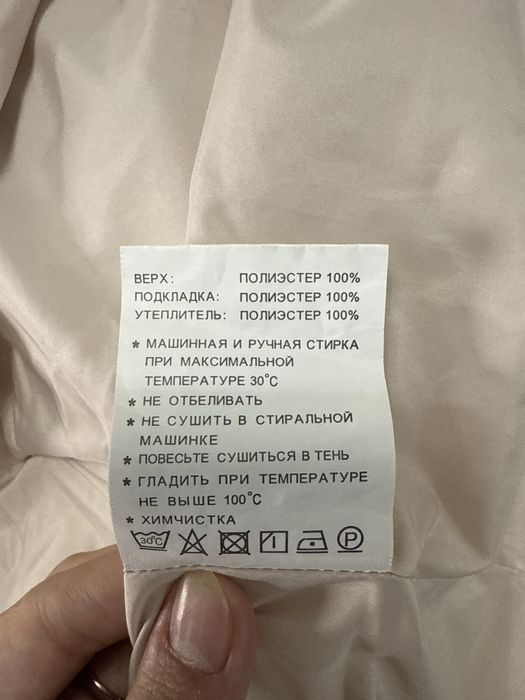 ВЕРХ: ПОЛИЭСТЕР 100%
ПОДКЛАДКА: ПОЛИЭСТЕР 100%
УТЕПЛИТЕЛЬ: ПОЛИЭСТЕР 100%
* МАШИННАЯ И РУЧНАЯ СТИРКА
ПРИ МАКСИМАЛЬНОЙ
ТЕМПЕРАТУРЕ 30°C
* НЕ ОТБЕЛИВАТЬ
* НЕ СУШИТЬ В СТИРАЛЬНОЙ
МАШИНКЕ
* ПОВЕСЬТЕ СУШИТЬСЯ В ТЕНЬ
* ГЛАДИТЬ ПРИ ТЕМПЕРАТУРЕ
НЕ ВЫШЕ 100°C
* ХИМЧИСТКА
30°C P